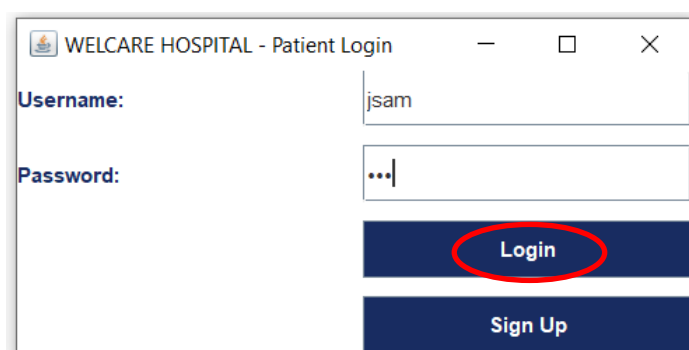 WELCARE HOSPITAL - Patient Login
Username: jsam
Password: •••
Login
Sign Up